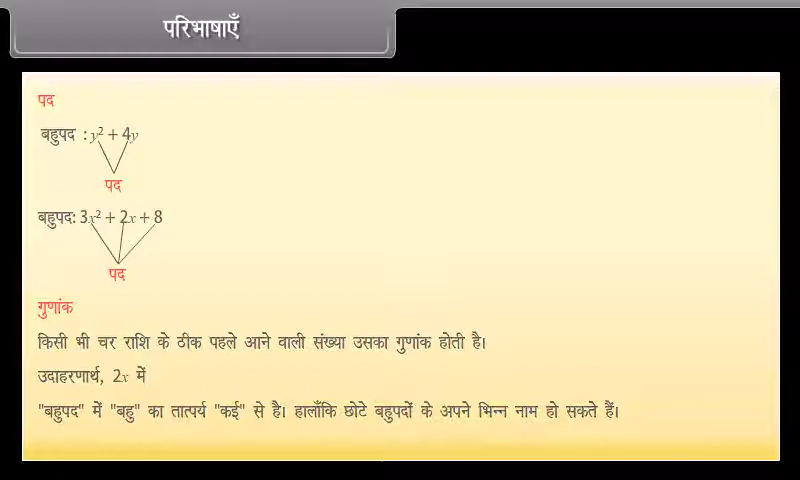 परिभाषाएँ
पद
बहुपद : y² + 4y
पद
बहुपद: 3x² + 2x + 8
पद
गुणांक
किसी भी चर राशि के ठीक पहले आने वाली संख्या उसका गुणांक होती है।
उदाहरणार्थ, 2x में
"बहुपद" में "बहु" का तात्पर्य "कई" से है। हालाँकि छोटे बहुपदों के अपने भिन्न नाम हो सकते हैं।